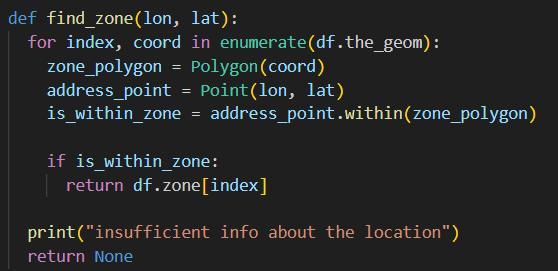 def find_zone(lon, lat):
  for index, coord in enumerate(df.the_geom):
    zone_polygon = Polygon(coord)
    address_point = Point(lon, lat)
    is_within_zone = address_point.within(zone_polygon)

    if is_within_zone:
      return df.zone[index]

  print("insufficient info about the location")
  return None